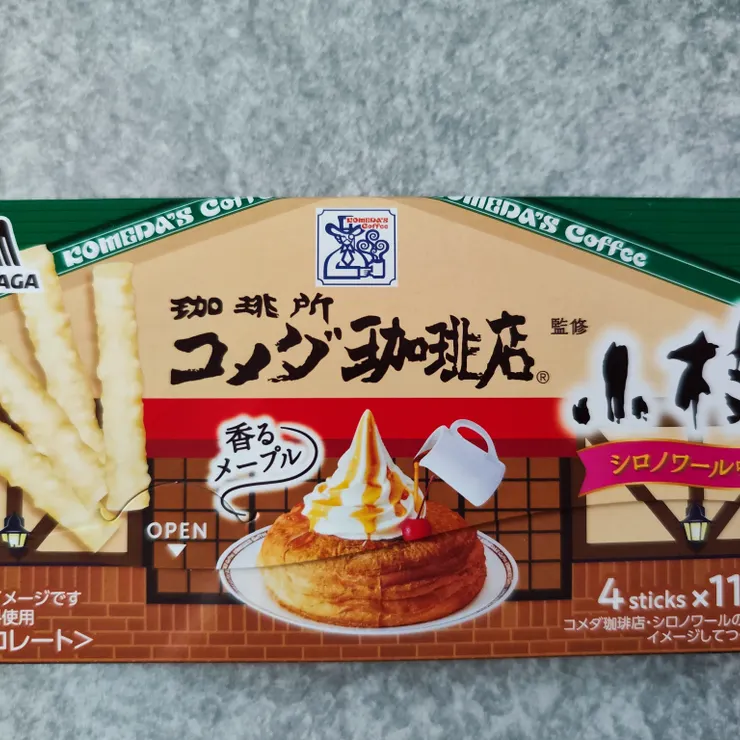 KOMEDA'S Coffee
KOMEDA'S Coffee
KOMEDA'S
Coffee
AGA
珈琲所
コメダ珈琲店®
監修
小枝
シロノワール
香る
メープル
OPEN
4 sticks ×11
コメダ珈琲店・シロノワールの
イメージしてつ
イメージです
使用
コレート>